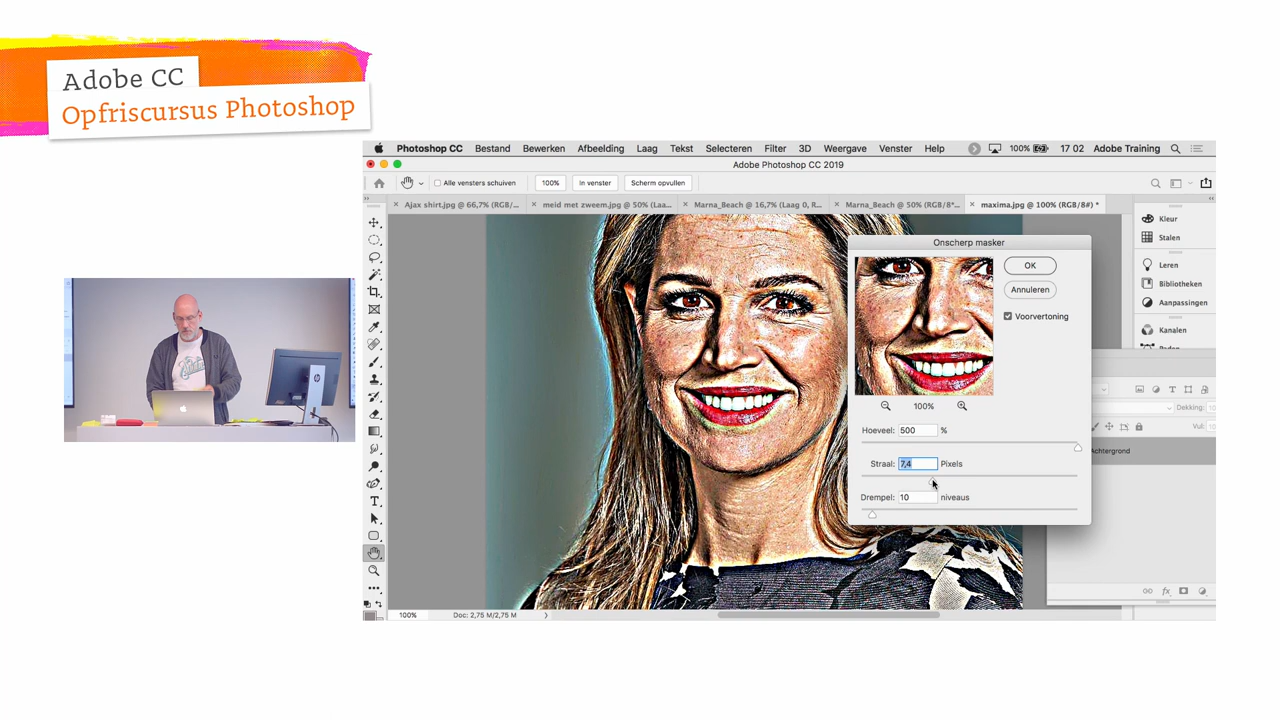 Adobe CC
Opfriscursus Photoshop
Photoshop CC Bestand Bewerken Afbeelding Laag Tekst Selecteren Filter 3D Weergave Venster Help 100% 17 02 Adobe Training
Adobe Photoshop CC 2019
Alle vensters schuiven 100% In venster Scherm opvullen
Ajax shirt.jpg @ 66,7% (RGB/... meid met zweem.jpg @ 50% (Laa... Marna_Beach @ 16,7% (Laag 0, R... Marna_Beach @ 50% (RGB/8*... maxima.jpg @ 100% (RGB/8#) *
Kleur
Stalen
Leren
Bibliotheken
Aanpassingen
Kanalen
Onscherp masker
OK
Annuleren
Voorvertoning
100%
Hoeveel: 500 %
Straal: 7,4 Pixels
Drempel: 10 niveaus
Dekking:
Vul:
Achtergrond
100% Doc: 2,75 M/2,75 M